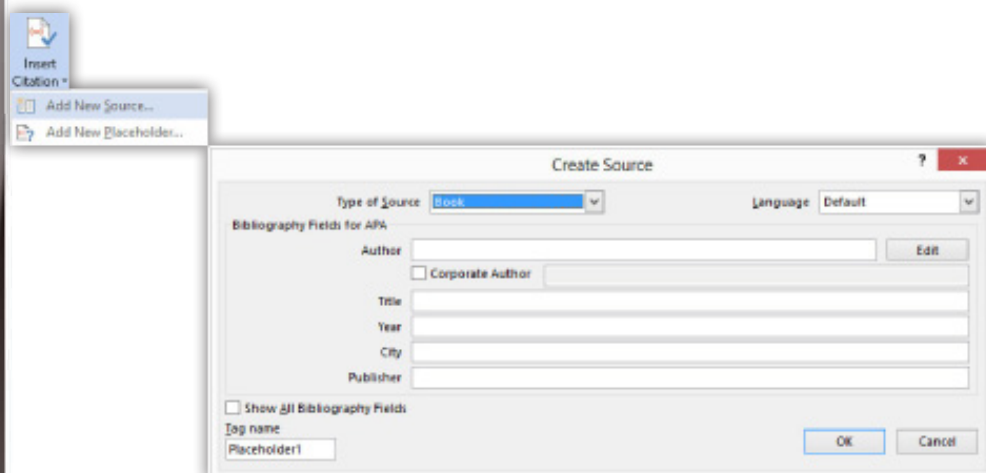 Insert
Citation
Add New Source...
Add New Placeholder...
Create Source ?
Type of Source Book Language Default
Bibliography Fields for APA
Author Edit
Corporate Author
Title
Year
City
Publisher
Show All Bibliography Fields
Tag name
Placeholder1
OK Cancel